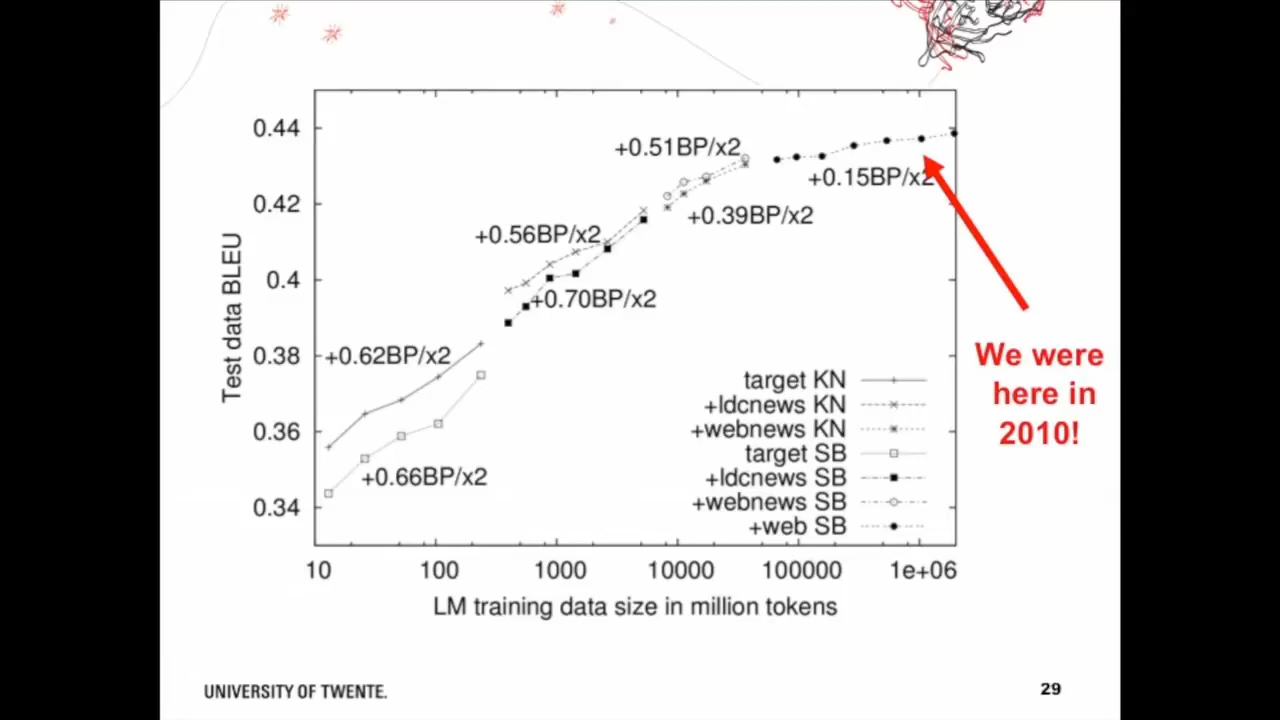 0.44
0.42
0.4
0.38
0.36
0.34
Test data BLEU
+0.51BP/x2
+0.15BP/x2
+0.39BP/x2
+0.56BP/x2
+0.70BP/x2
+0.62BP/x2
+0.66BP/x2
We were
here in
2010!
target KN
+ldcnews KN
+webnews KN
target SB
+ldcnews SB
+webnews SB
+web SB
10 100 1000 10000 100000 1e+06
LM training data size in million tokens
UNIVERSITY OF TWENTE.
29